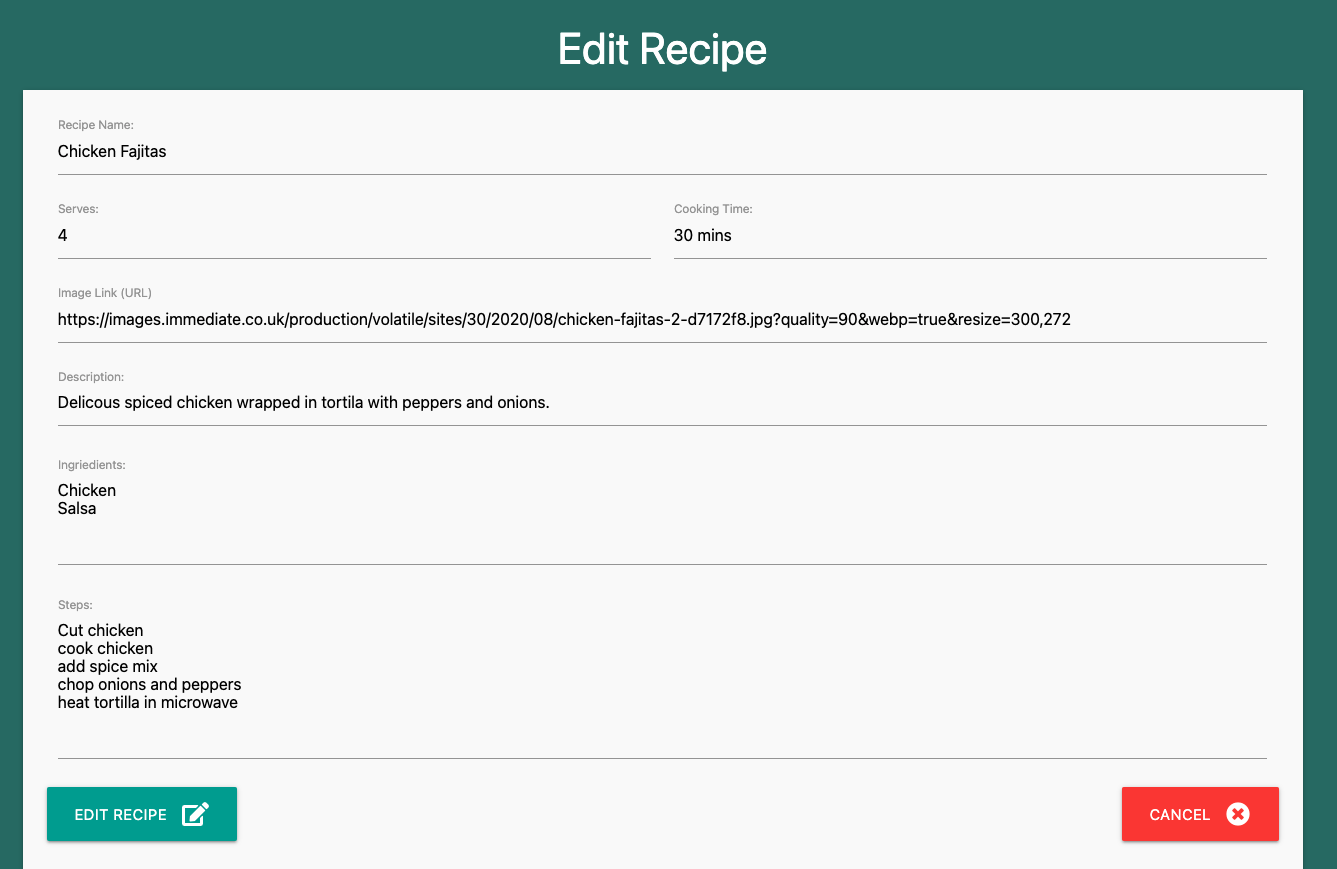 Edit Recipe
Recipe Name:
Chicken Fajitas
Serves:
4
Cooking Time:
30 mins
Image Link (URL)
https://images.immediate.co.uk/production/volatile/sites/30/2020/08/chicken-fajitas-2-d7172f8.jpg?quality=90&webp=true&resize=300,272
Description:
Delicous spiced chicken wrapped in tortila with peppers and onions.
Ingriedients:
Chicken
Salsa
Steps:
Cut chicken
cook chicken
add spice mix
chop onions and peppers
heat tortilla in microwave
EDIT RECIPE
CANCEL